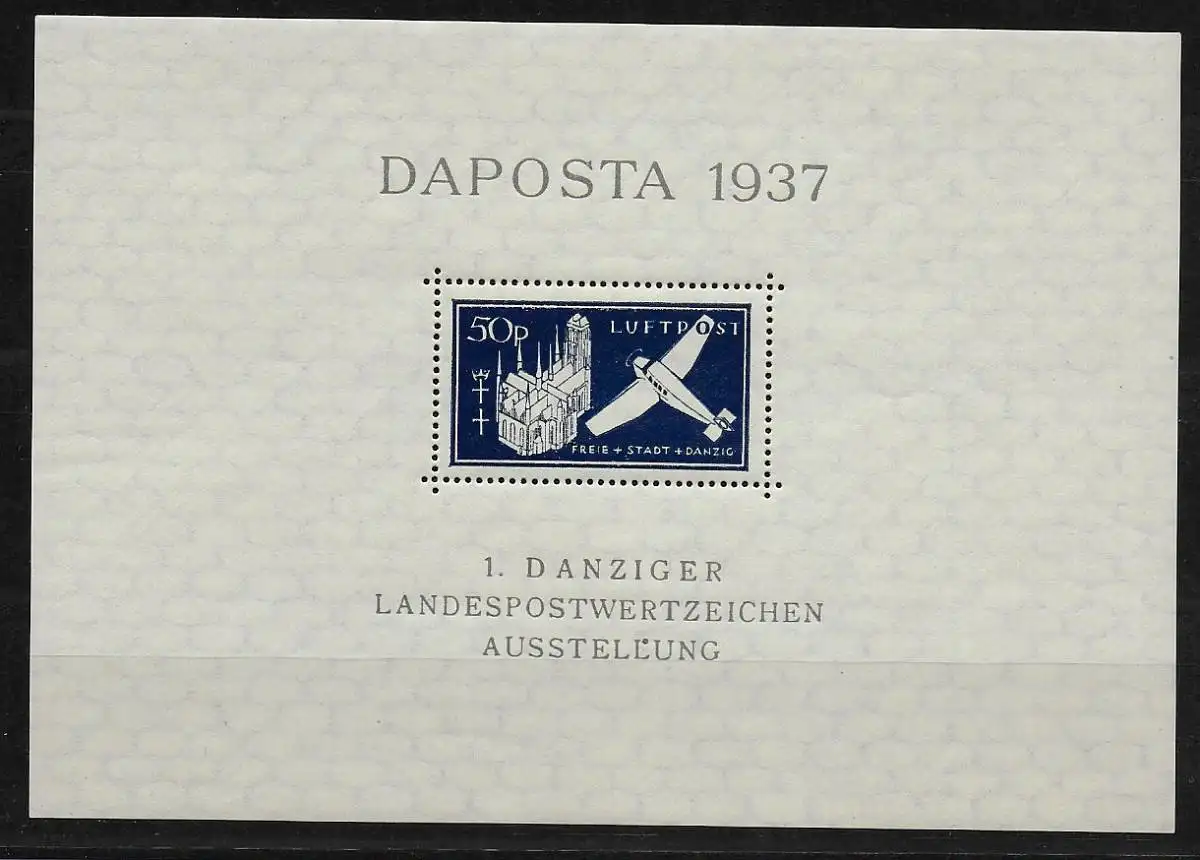 DAPOSTA 1937
50p LUFTPOST
FREIE + STADT + DANZIG
1. DANZIGER
LANDESPOSTWERTZEICHEN
AUSSTELLUNG